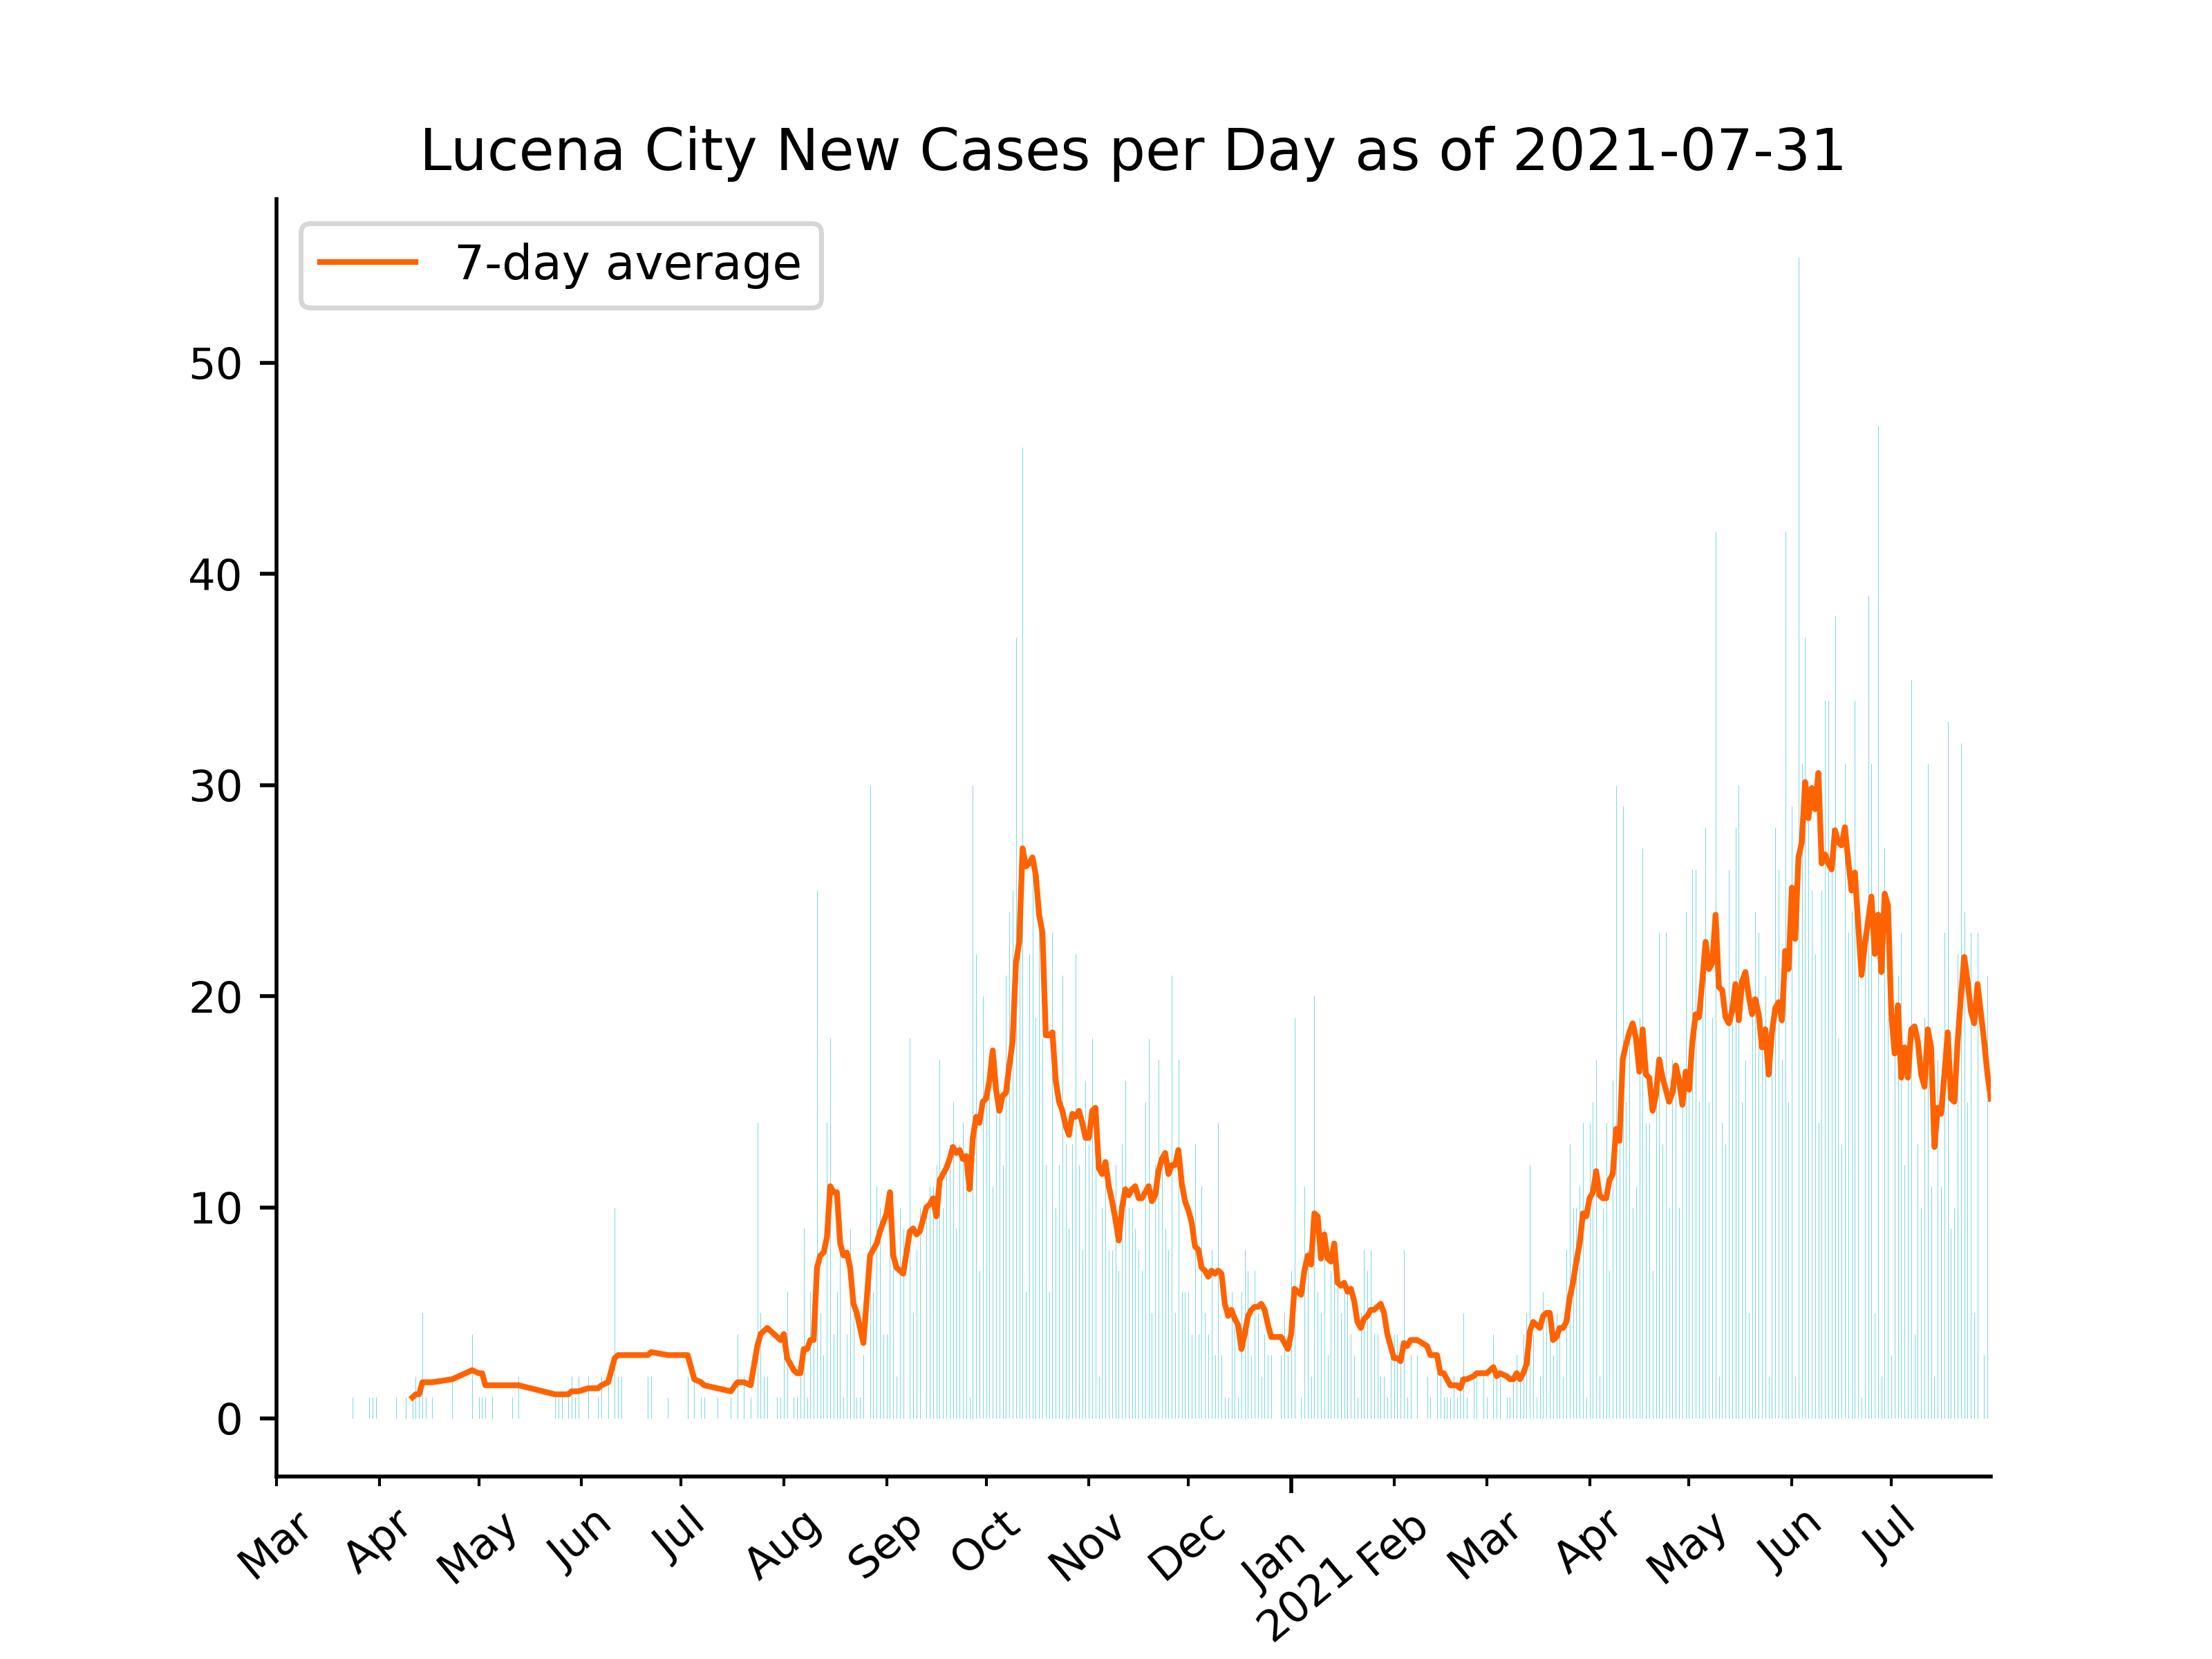 Lucena City New Cases per Day as of 2021-07-31
7-day average
50
40
30
20
10
0
Mar
Apr
May
Jun
Jul
Aug
Sep
Oct
Nov
Dec
Jan
2021
Feb
Mar
Apr
May
Jun
Jul